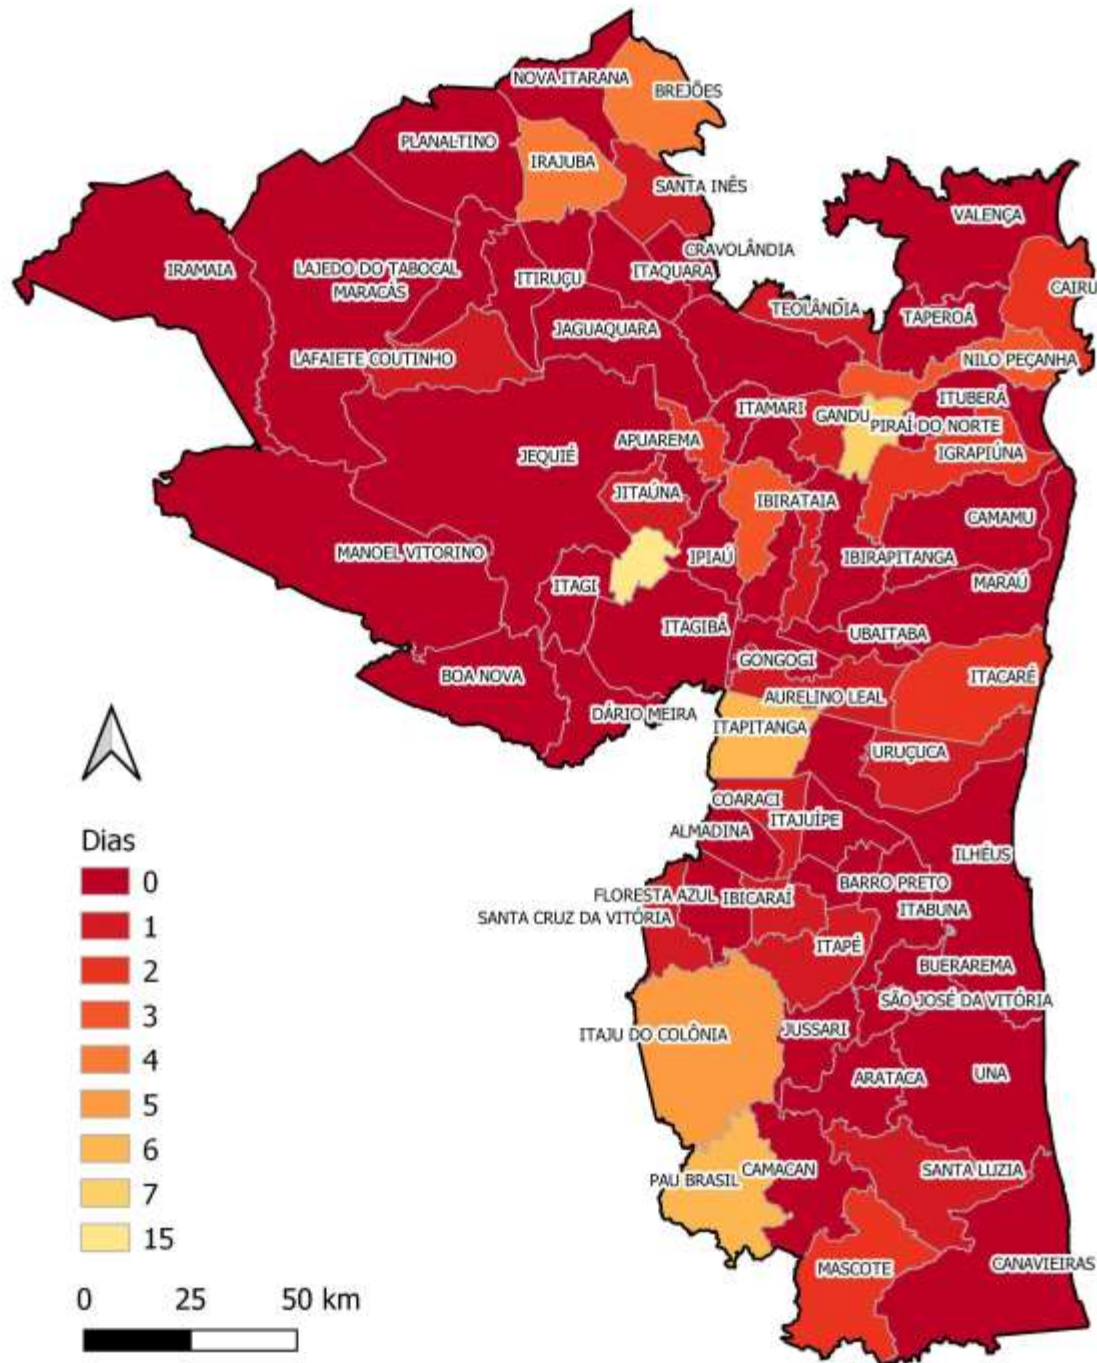 NOVA ITARANA
BREJÕES
PLANALTINO
IRAJUBA
SANTA INÊS
VALENÇA
CRAVOLÂNDIA
IRAMAIA
LAJEDO DO TABOCAL
ITIRUÇU
ITAQUARA
MARACÁS
CAIRU
TEOLÂNDIA
TAPEROÁ
JAGUAQUARA
LAFAIETE COUTINHO
NILO PEÇANHA
ITUBERÁ
ITAMARI
GANDU
PIRAÍ DO NORTE
APUAREMA
IGRAPIÚNA
JEQUIÉ
JITAÚNA
IBIRATAIA
CAMAMU
MANOEL VITORINO
IPIAÚ
IBIRAPITANGA
ITAGI
MARAÚ
ITAGIBÁ
UBAITABA
GONGOGI
BOA NOVA
ITACARÉ
AURELINO LEAL
DÁRIO MEIRA
ITAPITANGA
URUÇUCA
COARACI
ITAJUÍPE
ALMADINA
ILHÉUS
BARRO PRETO
FLORESTA AZUL
IBICARAÍ
ITABUNA
SANTA CRUZ DA VITÓRIA
ITAPÉ
BUERAREMA
SÃO JOSÉ DA VITÓRIA
ITAJU DO COLÔNIA
JUSSARI
ARATACA
UNA
PAU BRASIL
CAMACAN
SANTA LUZIA
MASCOTE
CANAVIEIRAS
Dias
0
1
2
3
4
5
6
7
15
0 25 50 km